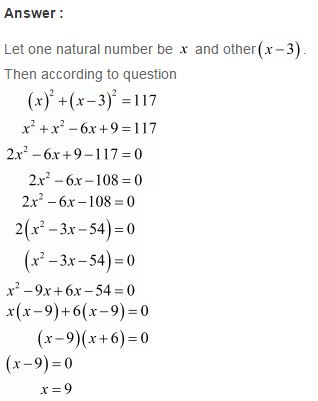 Answer :
Let one natural number be x and other (x−3).
Then according to question
(x)² + (x−3)² = 117
x² + x² − 6x + 9 = 117
2x² − 6x + 9 − 117 = 0
2x² − 6x − 108 = 0
2x² − 6x − 108 = 0
2(x² − 3x − 54) = 0
(x² − 3x − 54) = 0
x² − 9x + 6x − 54 = 0
x(x−9) + 6(x−9) = 0
(x−9)(x+6) = 0
(x−9) = 0
x = 9